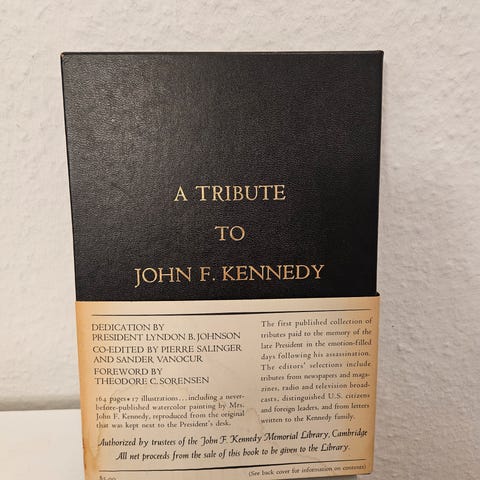 A TRIBUTE
TO
JOHN F. KENNEDY
DEDICATION BY
PRESIDENT LYNDON B. JOHNSON
CO-EDITED BY PIERRE SALINGER
AND SANDER VANOCUR
FOREWORD BY
THEODORE C. SORENSEN
164 pages • 17 illustrations...including a never-
before-published watercolor painting by Mrs.
John F. Kennedy, reproduced from the original
that was kept next to the President's desk.
The first published collection of
tributes paid to the memory of the
late President in the emotion-filled
days following his assassination.
The editors' selections include
tributes from newspapers and maga-
zines, radio and television broad-
casts, distinguished U.S. citizens
and foreign leaders, and from letters
written to the Kennedy family.
Authorized by trustees of the John F. Kennedy Memorial Library, Cambridge
All net proceeds from the sale of this book to be given to the Library.
(See back cover for information on contents)